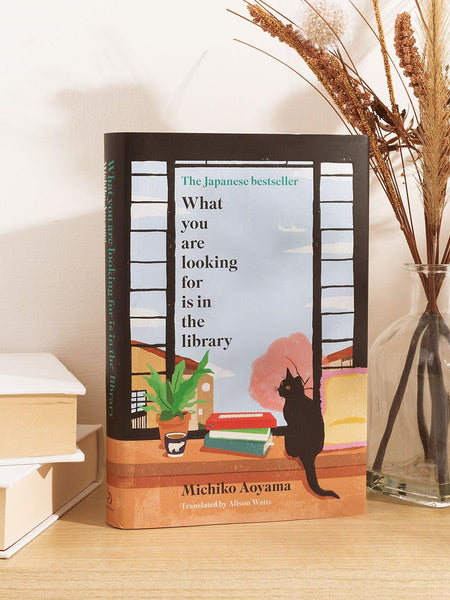 The Japanese bestseller
What
you
are
looking
for
is in
the
library
Michiko Aoyama
Translated by Alison Watts
What you are looking for is in the library